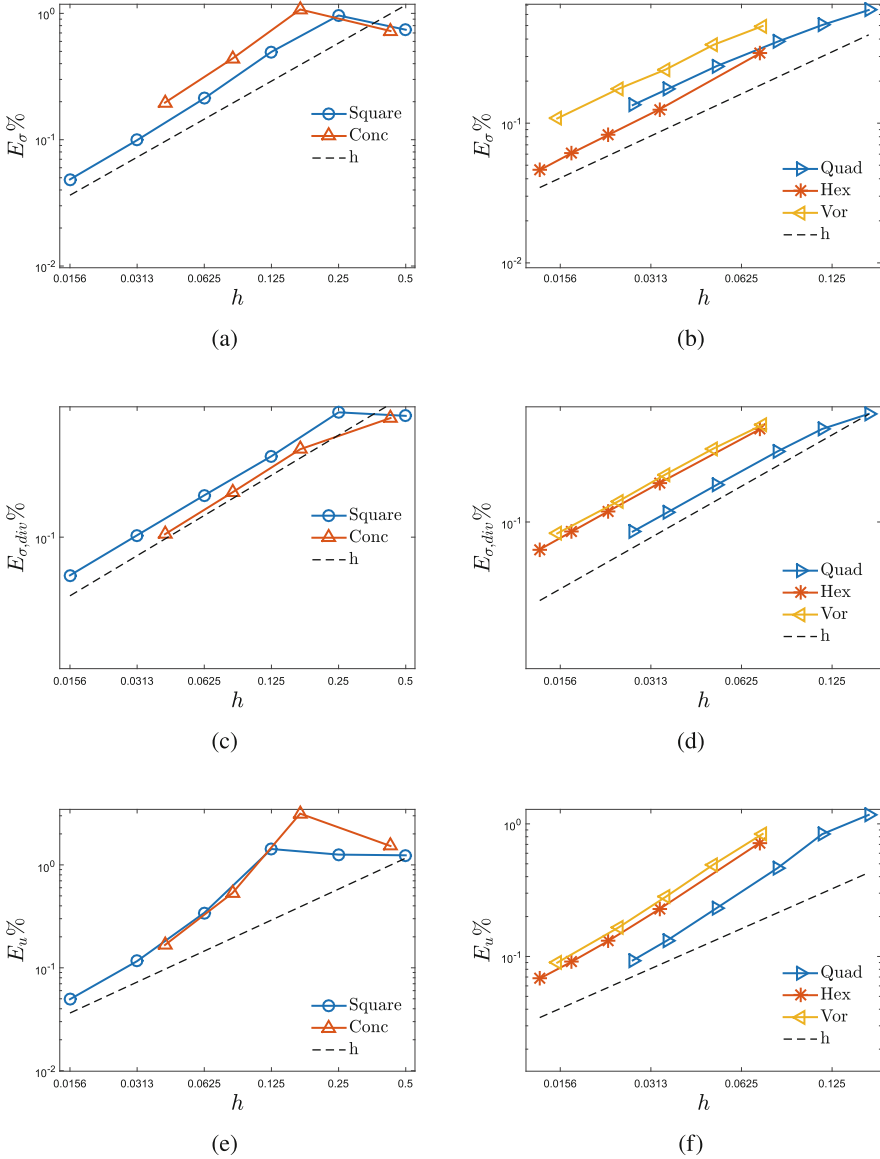 10^0
10^-1
10^-2
E_σ%
Square
Conc
h
0.0156 0.0313 0.0625 0.125 0.25 0.5
h
(a)
10^-1
10^-2
E_σ%
Quad
Hex
Vor
h
0.0156 0.0313 0.0625 0.125
h
(b)
10^-1
E_σ,div%
Square
Conc
h
0.0156 0.0313 0.0625 0.125 0.25 0.5
h
(c)
10^-1
E_σ,div%
Quad
Hex
Vor
h
0.0156 0.0313 0.0625 0.125
h
(d)
10^0
10^-1
10^-2
E_u%
Square
Conc
h
0.0156 0.0313 0.0625 0.125 0.25 0.5
h
(e)
10^0
10^-1
E_u%
Quad
Hex
Vor
h
0.0156 0.0313 0.0625 0.125
h
(f)